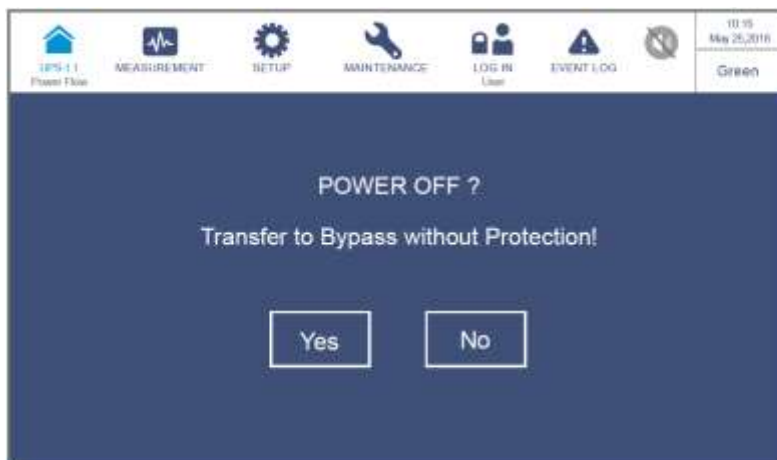 10:15
May 25,2016
UPS-1.1
MEASUREMENT
SETUP
MAINTENANCE
LOG IN
EVENT LOG
Power Flow
User
Green
POWER OFF ?
Transfer to Bypass without Protection!
Yes
No